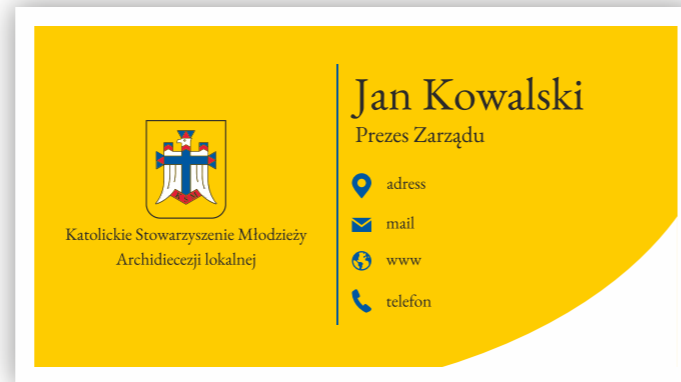 Katolickie Stowarzyszenie Młodzieży
Archidiecezji lokalnej
Jan Kowalski
Prezes Zarządu
adress
mail
www
telefon